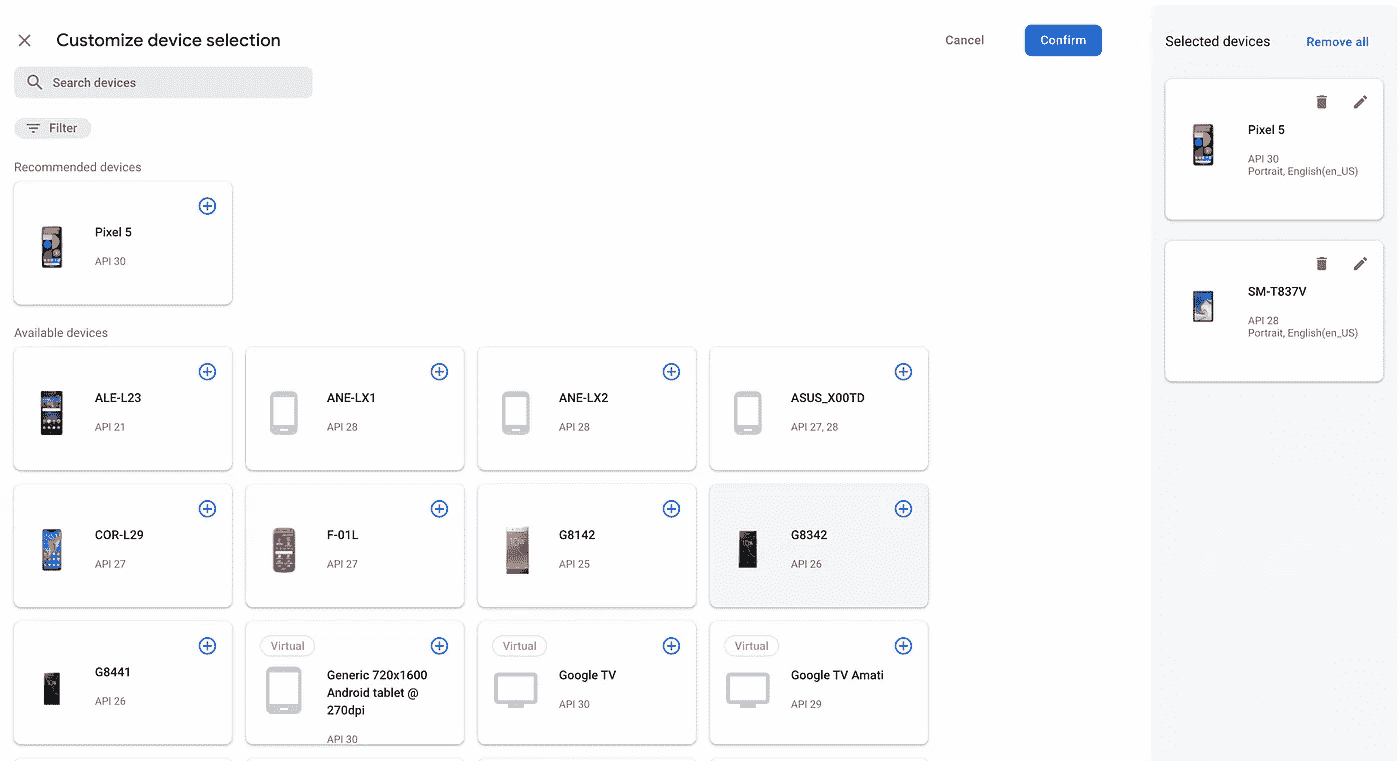 Customize device selection
Cancel
Confirm
Search devices
Filter
Recommended devices
Pixel 5
API 30
Available devices
ALE-L23
API 21
ANE-LX1
API 28
ANE-LX2
API 28
ASUS_X00TD
API 27, 28
COR-L29
API 27
F-01L
API 27
G8142
API 25
G8342
API 26
G8441
API 26
Virtual
Generic 720x1600
Android tablet @
270dpi
API 30
Virtual
Google TV
API 30
Virtual
Google TV Amati
API 29
Selected devices
Remove all
Pixel 5
API 30
Portrait, English(en_US)
SM-T837V
API 28
Portrait, English(en_US)